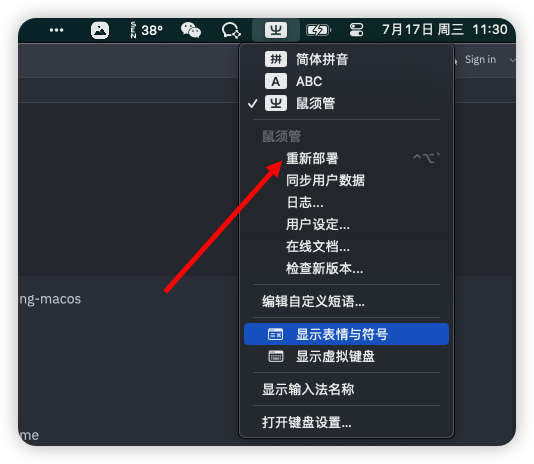 ••• SEN 38° 7月17日 周三 11:30
Sign in
拼 简体拼音
A ABC
✓ 鼠须管
鼠须管
重新部署 ⌃⌥`
同步用户数据
日志...
用户设定...
在线文档...
检查新版本...
ng-macos
编辑自定义短语...
显示表情与符号
显示虚拟键盘
显示输入法名称
打开键盘设置...
me